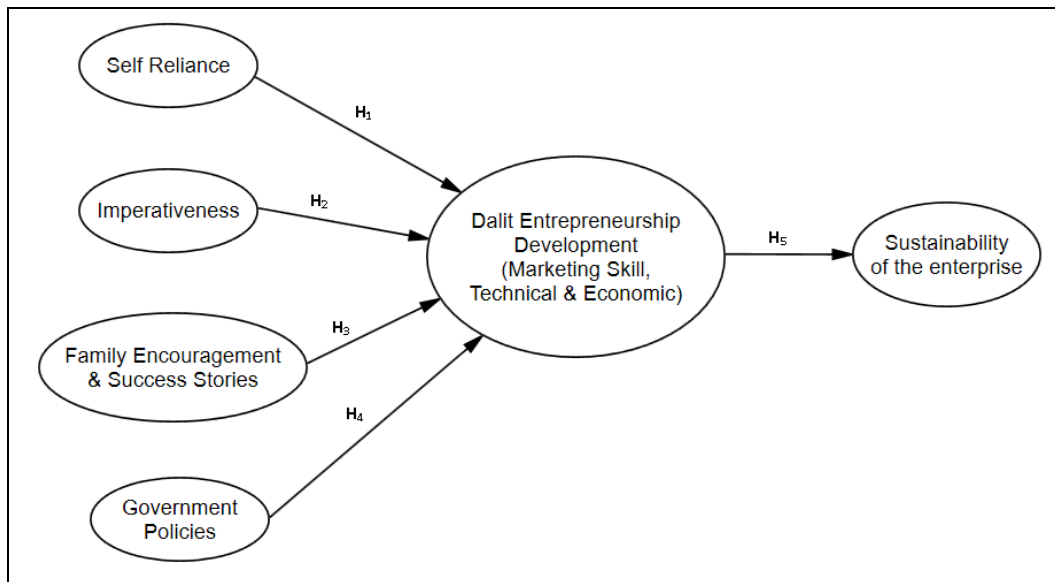 Self Reliance
H₁
Imperativeness
H₂
Family Encouragement
& Success Stories
H₃
Government
Policies
H₄
Dalit Entrepreneurship
Development
(Marketing Skill,
Technical & Economic)
H₅
Sustainability
of the enterprise